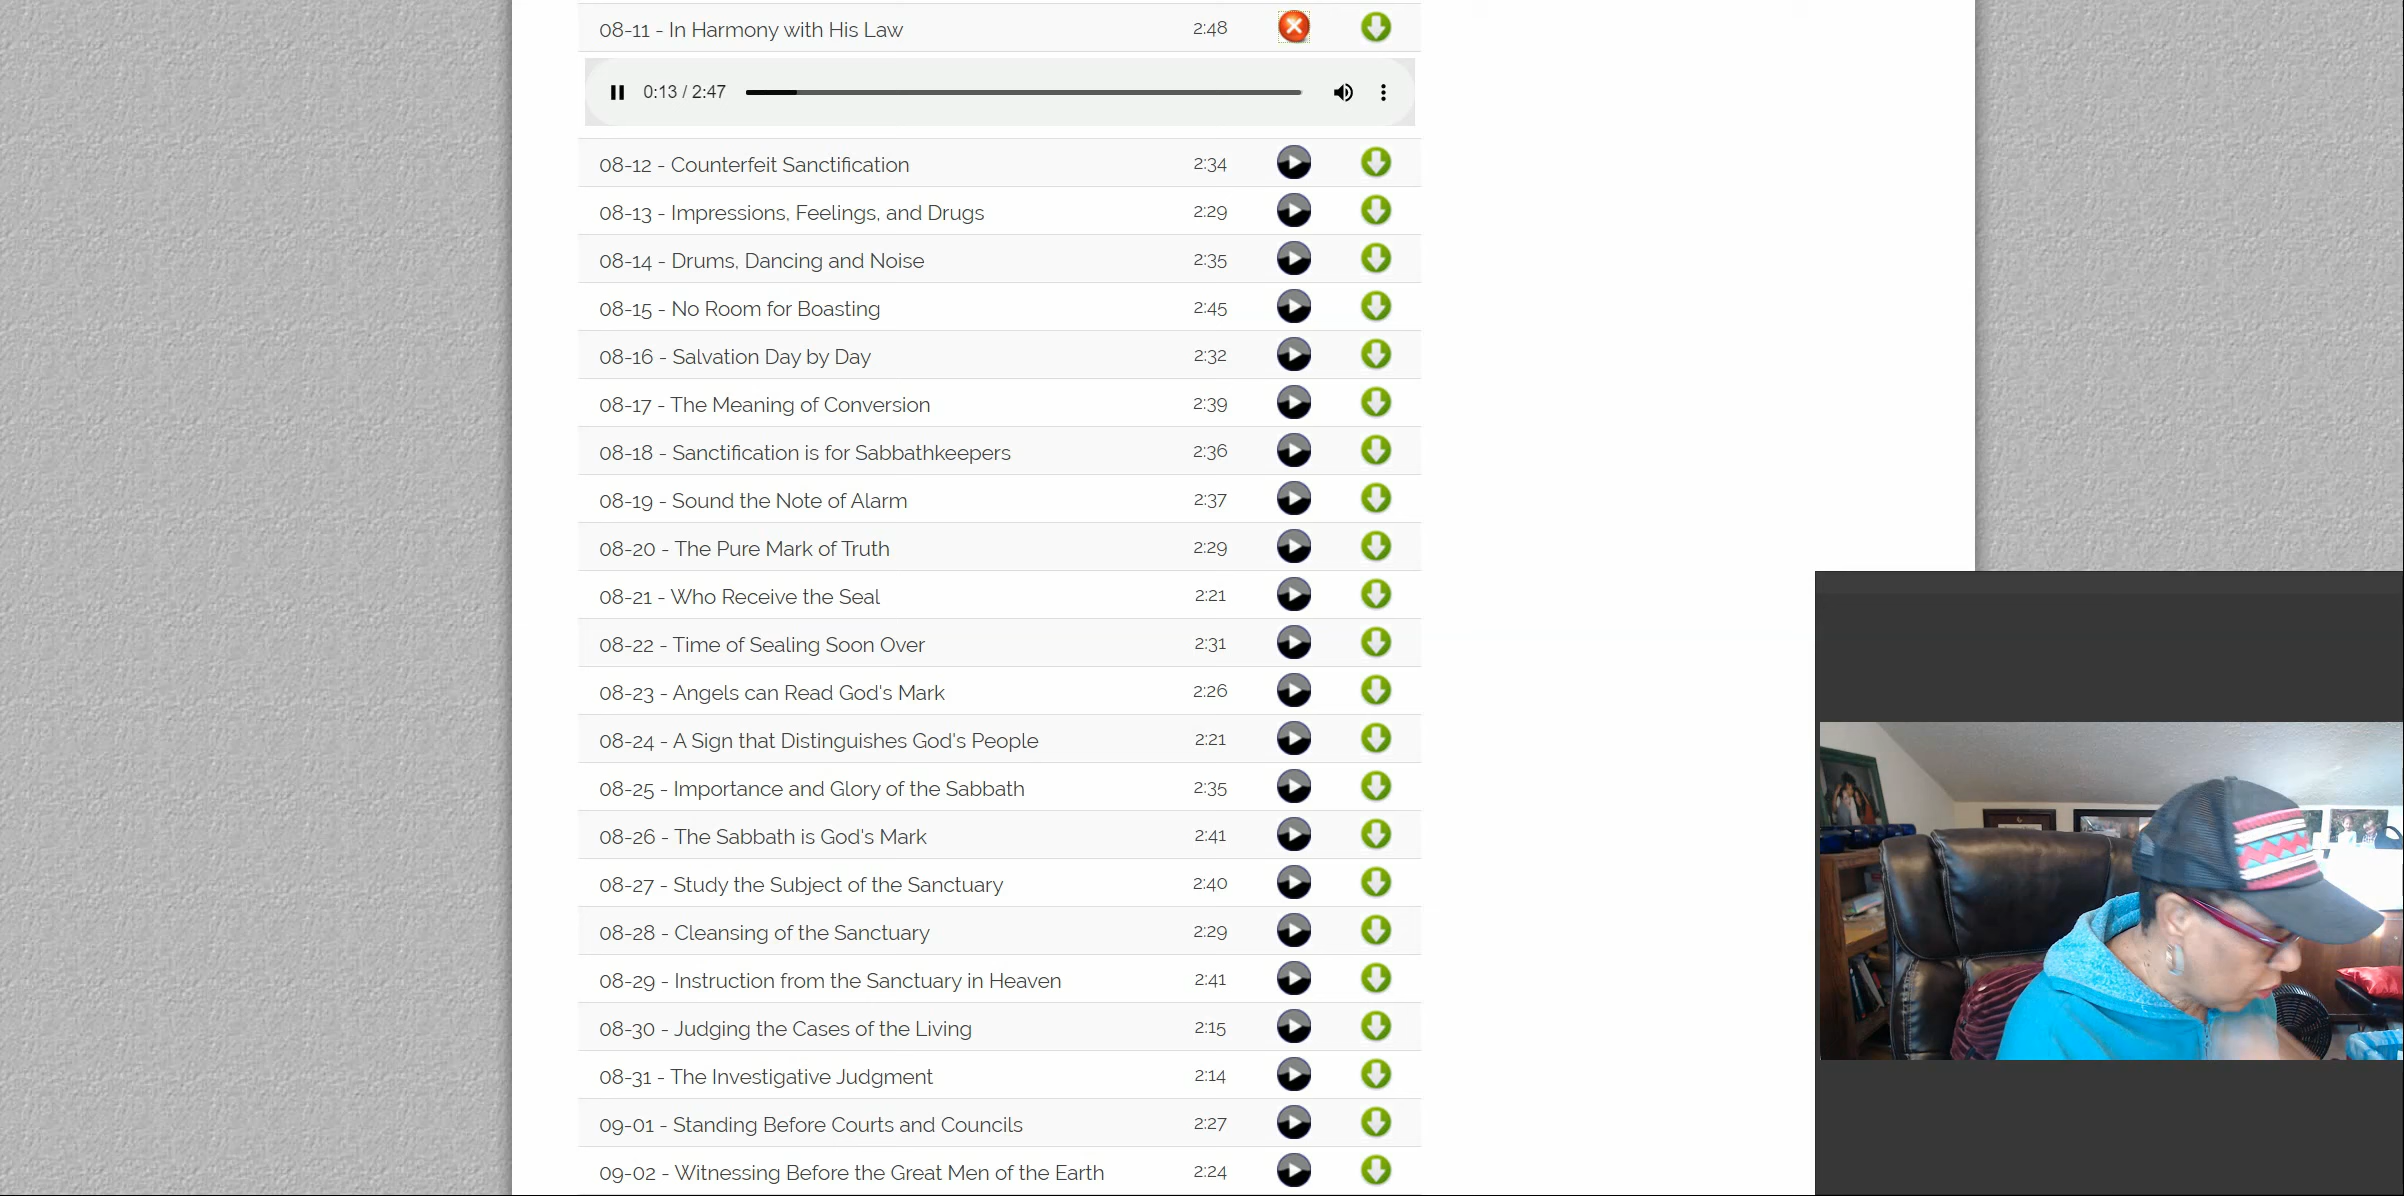 08-11 - In Harmony with His Law 2:48
0:13 / 2:47
08-12 - Counterfeit Sanctification 2:34
08-13 - Impressions, Feelings, and Drugs 2:29
08-14 - Drums, Dancing and Noise 2:35
08-15 - No Room for Boasting 2:45
08-16 - Salvation Day by Day 2:32
08-17 - The Meaning of Conversion 2:39
08-18 - Sanctification is for Sabbathkeepers 2:36
08-19 - Sound the Note of Alarm 2:37
08-20 - The Pure Mark of Truth 2:29
08-21 - Who Receive the Seal 2:21
08-22 - Time of Sealing Soon Over 2:31
08-23 - Angels can Read God's Mark 2:26
08-24 - A Sign that Distinguishes God's People 2:21
08-25 - Importance and Glory of the Sabbath 2:35
08-26 - The Sabbath is God's Mark 2:41
08-27 - Study the Subject of the Sanctuary 2:40
08-28 - Cleansing of the Sanctuary 2:29
08-29 - Instruction from the Sanctuary in Heaven 2:41
08-30 - Judging the Cases of the Living 2:15
08-31 - The Investigative Judgment 2:14
09-01 - Standing Before Courts and Councils 2:27
09-02 - Witnessing Before the Great Men of the Earth 2:24